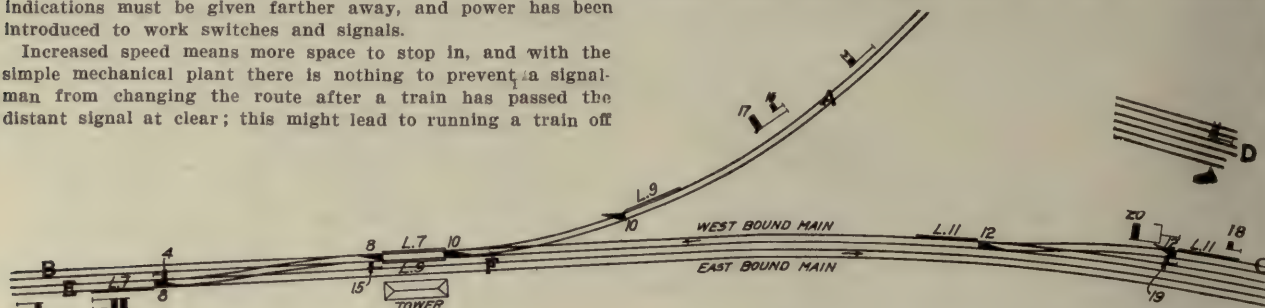 indications must be given farther away, and power has been
introduced to work switches and signals.
Increased speed means more space to stop in, and with the
simple mechanical plant there is nothing to prevent a signal-
man from changing the route after a train has passed the
distant signal at clear; this might lead to running a train off
17
A
D
L.9
10
20
WEST BOUND MAIN
L.11
12
18
L.11
8
L.7
10
B
4
P
EAST BOUND MAIN
C
E
L.7
L.9
8
15
19
TOWER